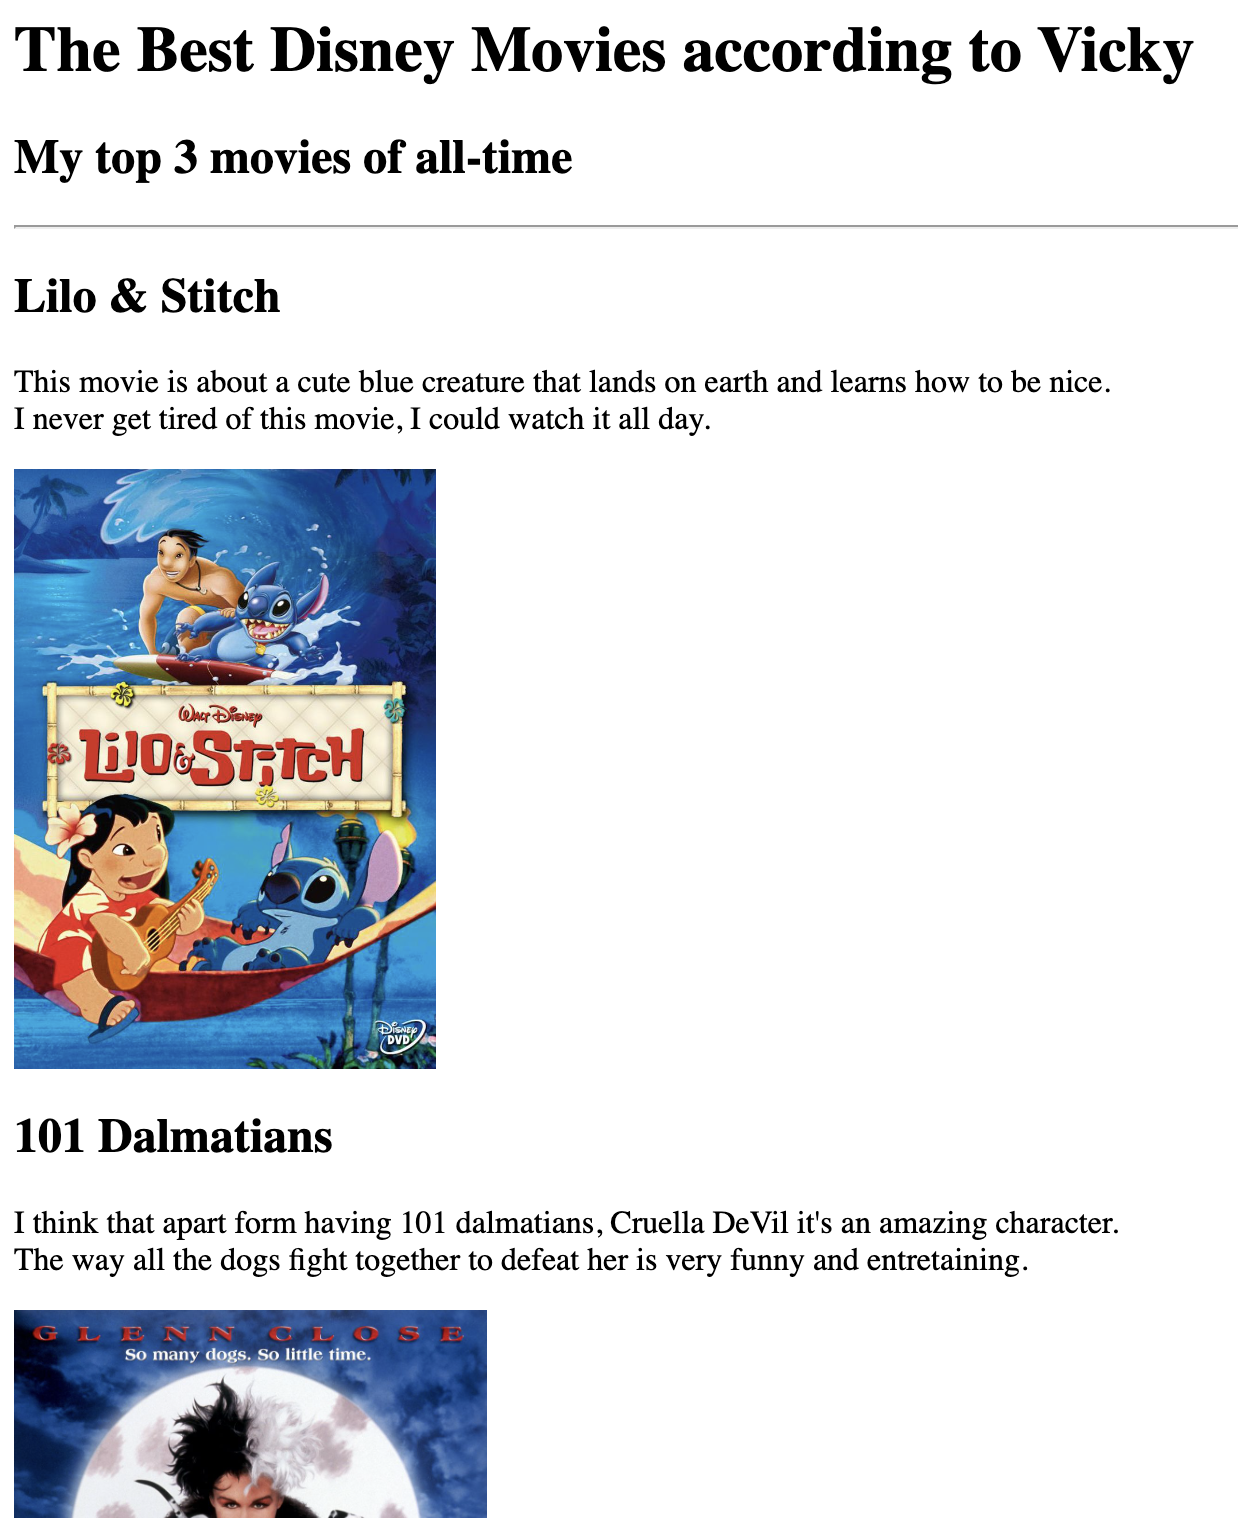 The Best Disney Movies according to Vicky
My top 3 movies of all-time
Lilo & Stitch
This movie is about a cute blue creature that lands on earth and learns how to be nice.
I never get tired of this movie, I could watch it all day.
WALT DISNEY
LILO & STITCH
DISNEY
DVD
101 Dalmatians
I think that apart form having 101 dalmatians, Cruella DeVil it's an amazing character.
The way all the dogs fight together to defeat her is very funny and entretaining.
GLENN CLOSE
So many dogs. So little time.